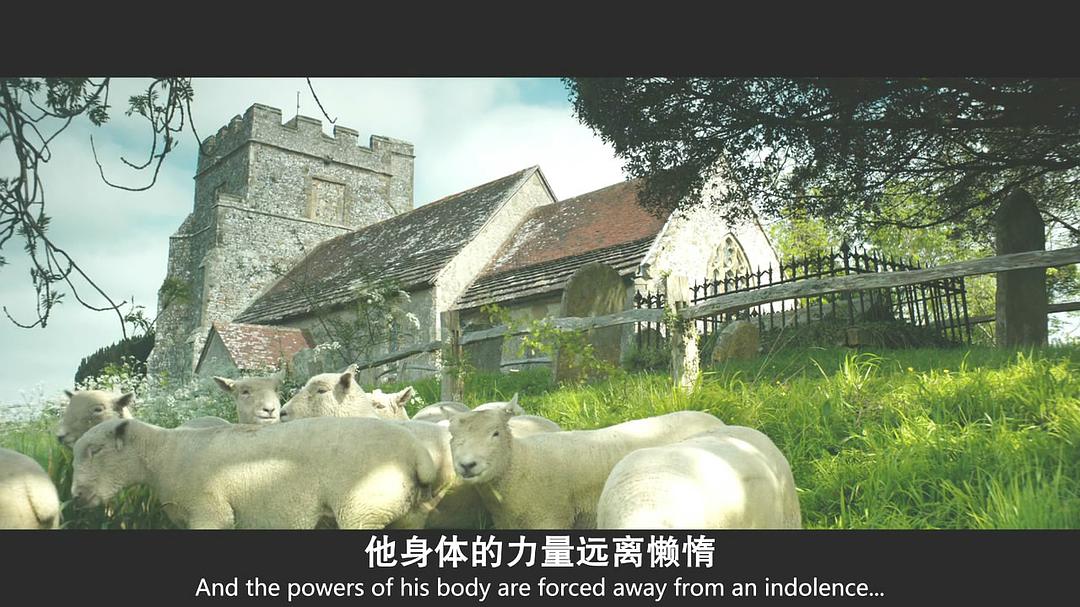 他身体的力量远离懒惰
And the powers of his body are forced away from an indolence...